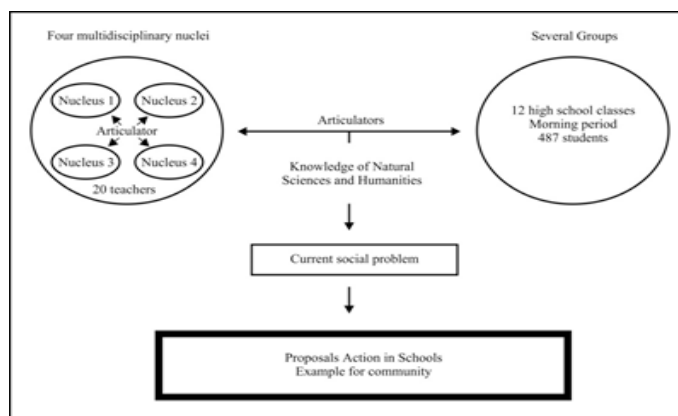 Four multidisciplinary nuclei
Several Groups
Nucleus 1
Nucleus 2
Articulator
Nucleus 3
Nucleus 4
20 teachers
Articulators
12 high school classes
Morning period
487 students
Knowledge of Natural
Sciences and Humanities
Current social problem
Proposals Action in Schools
Example for community